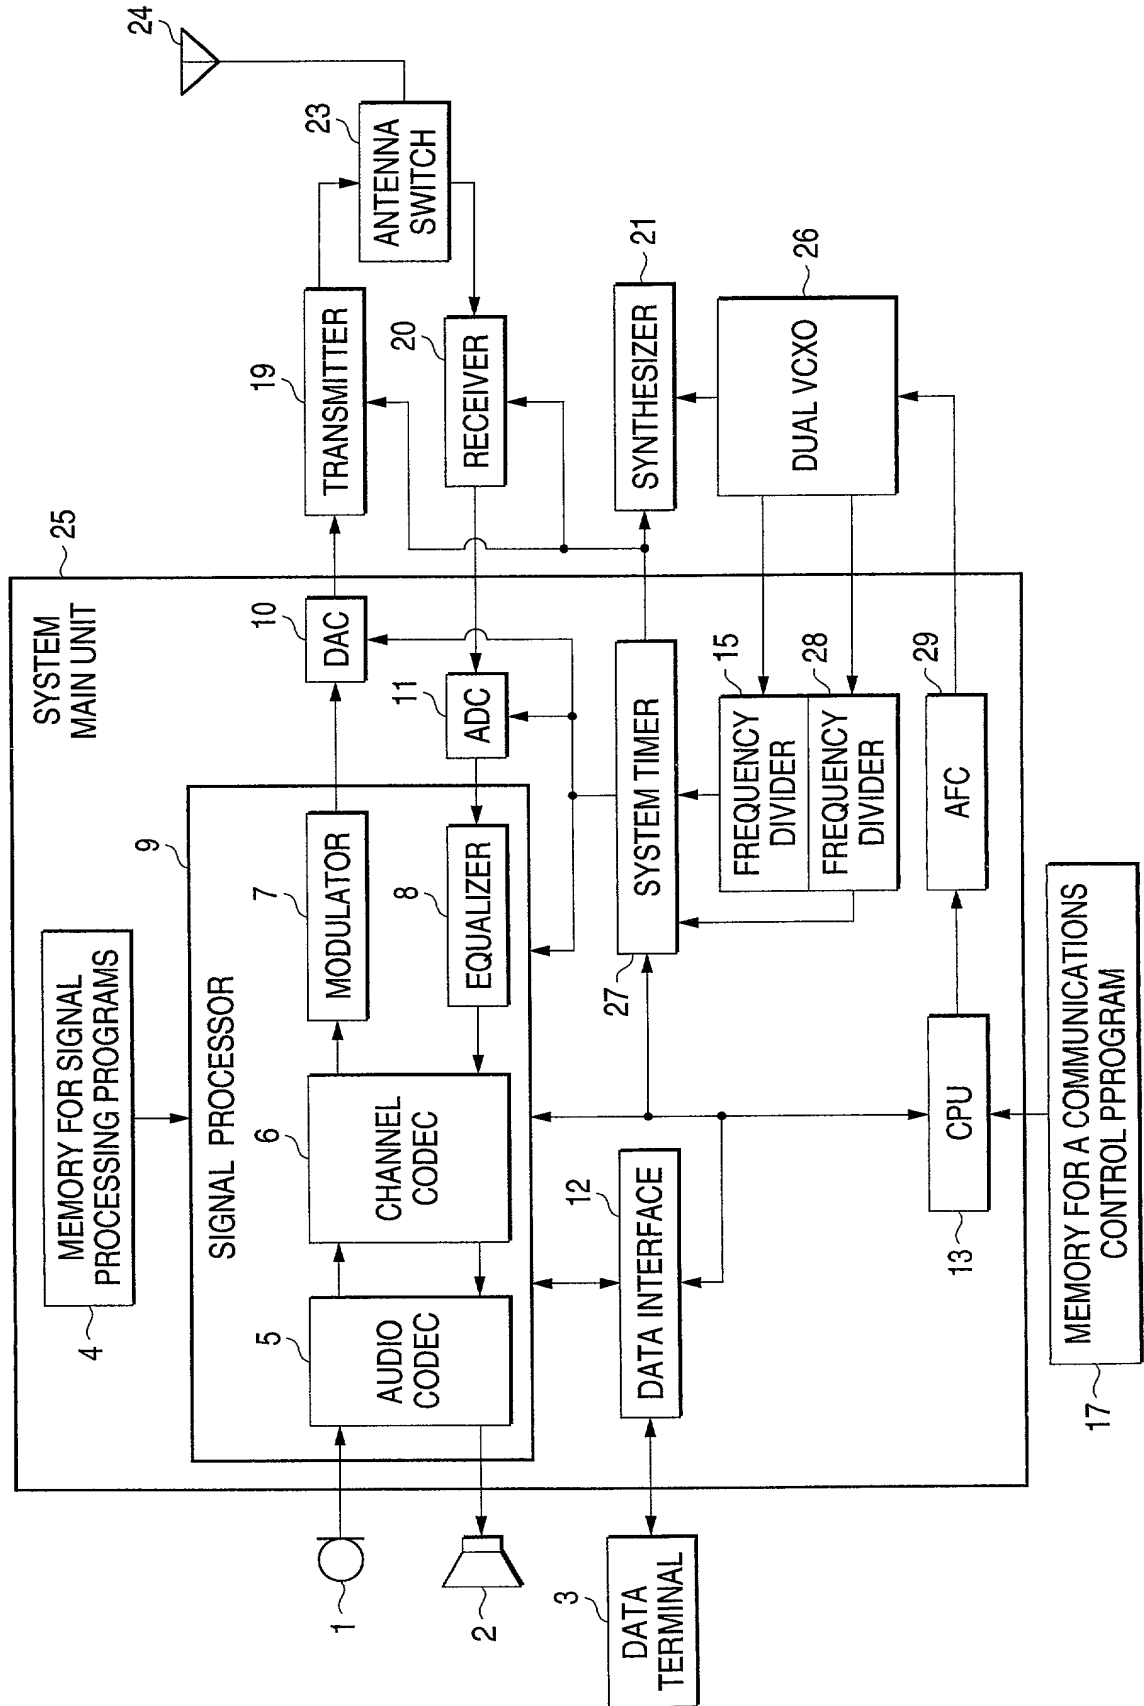 SYSTEM
MAIN UNIT
25
MEMORY FOR SIGNAL
PROCESSING PROGRAMS
4
SIGNAL PROCESSOR
9
1
2
AUDIO
CODEC
5
CHANNEL
CODEC
6
MODULATOR
7
EQUALIZER
8
DAC
10
ADC
11
TRANSMITTER
19
RECEIVER
20
ANTENNA
SWITCH
23
24
DATA
TERMINAL
3
DATA INTERFACE
12
SYSTEM TIMER
27
SYNTHESIZER
21
FREQUENCY
DIVIDER
15
FREQUENCY
DIVIDER
28
DUAL VCXO
26
CPU
13
AFC
29
MEMORY FOR A COMMUNICATIONS
CONTROL PPROGRAM
17